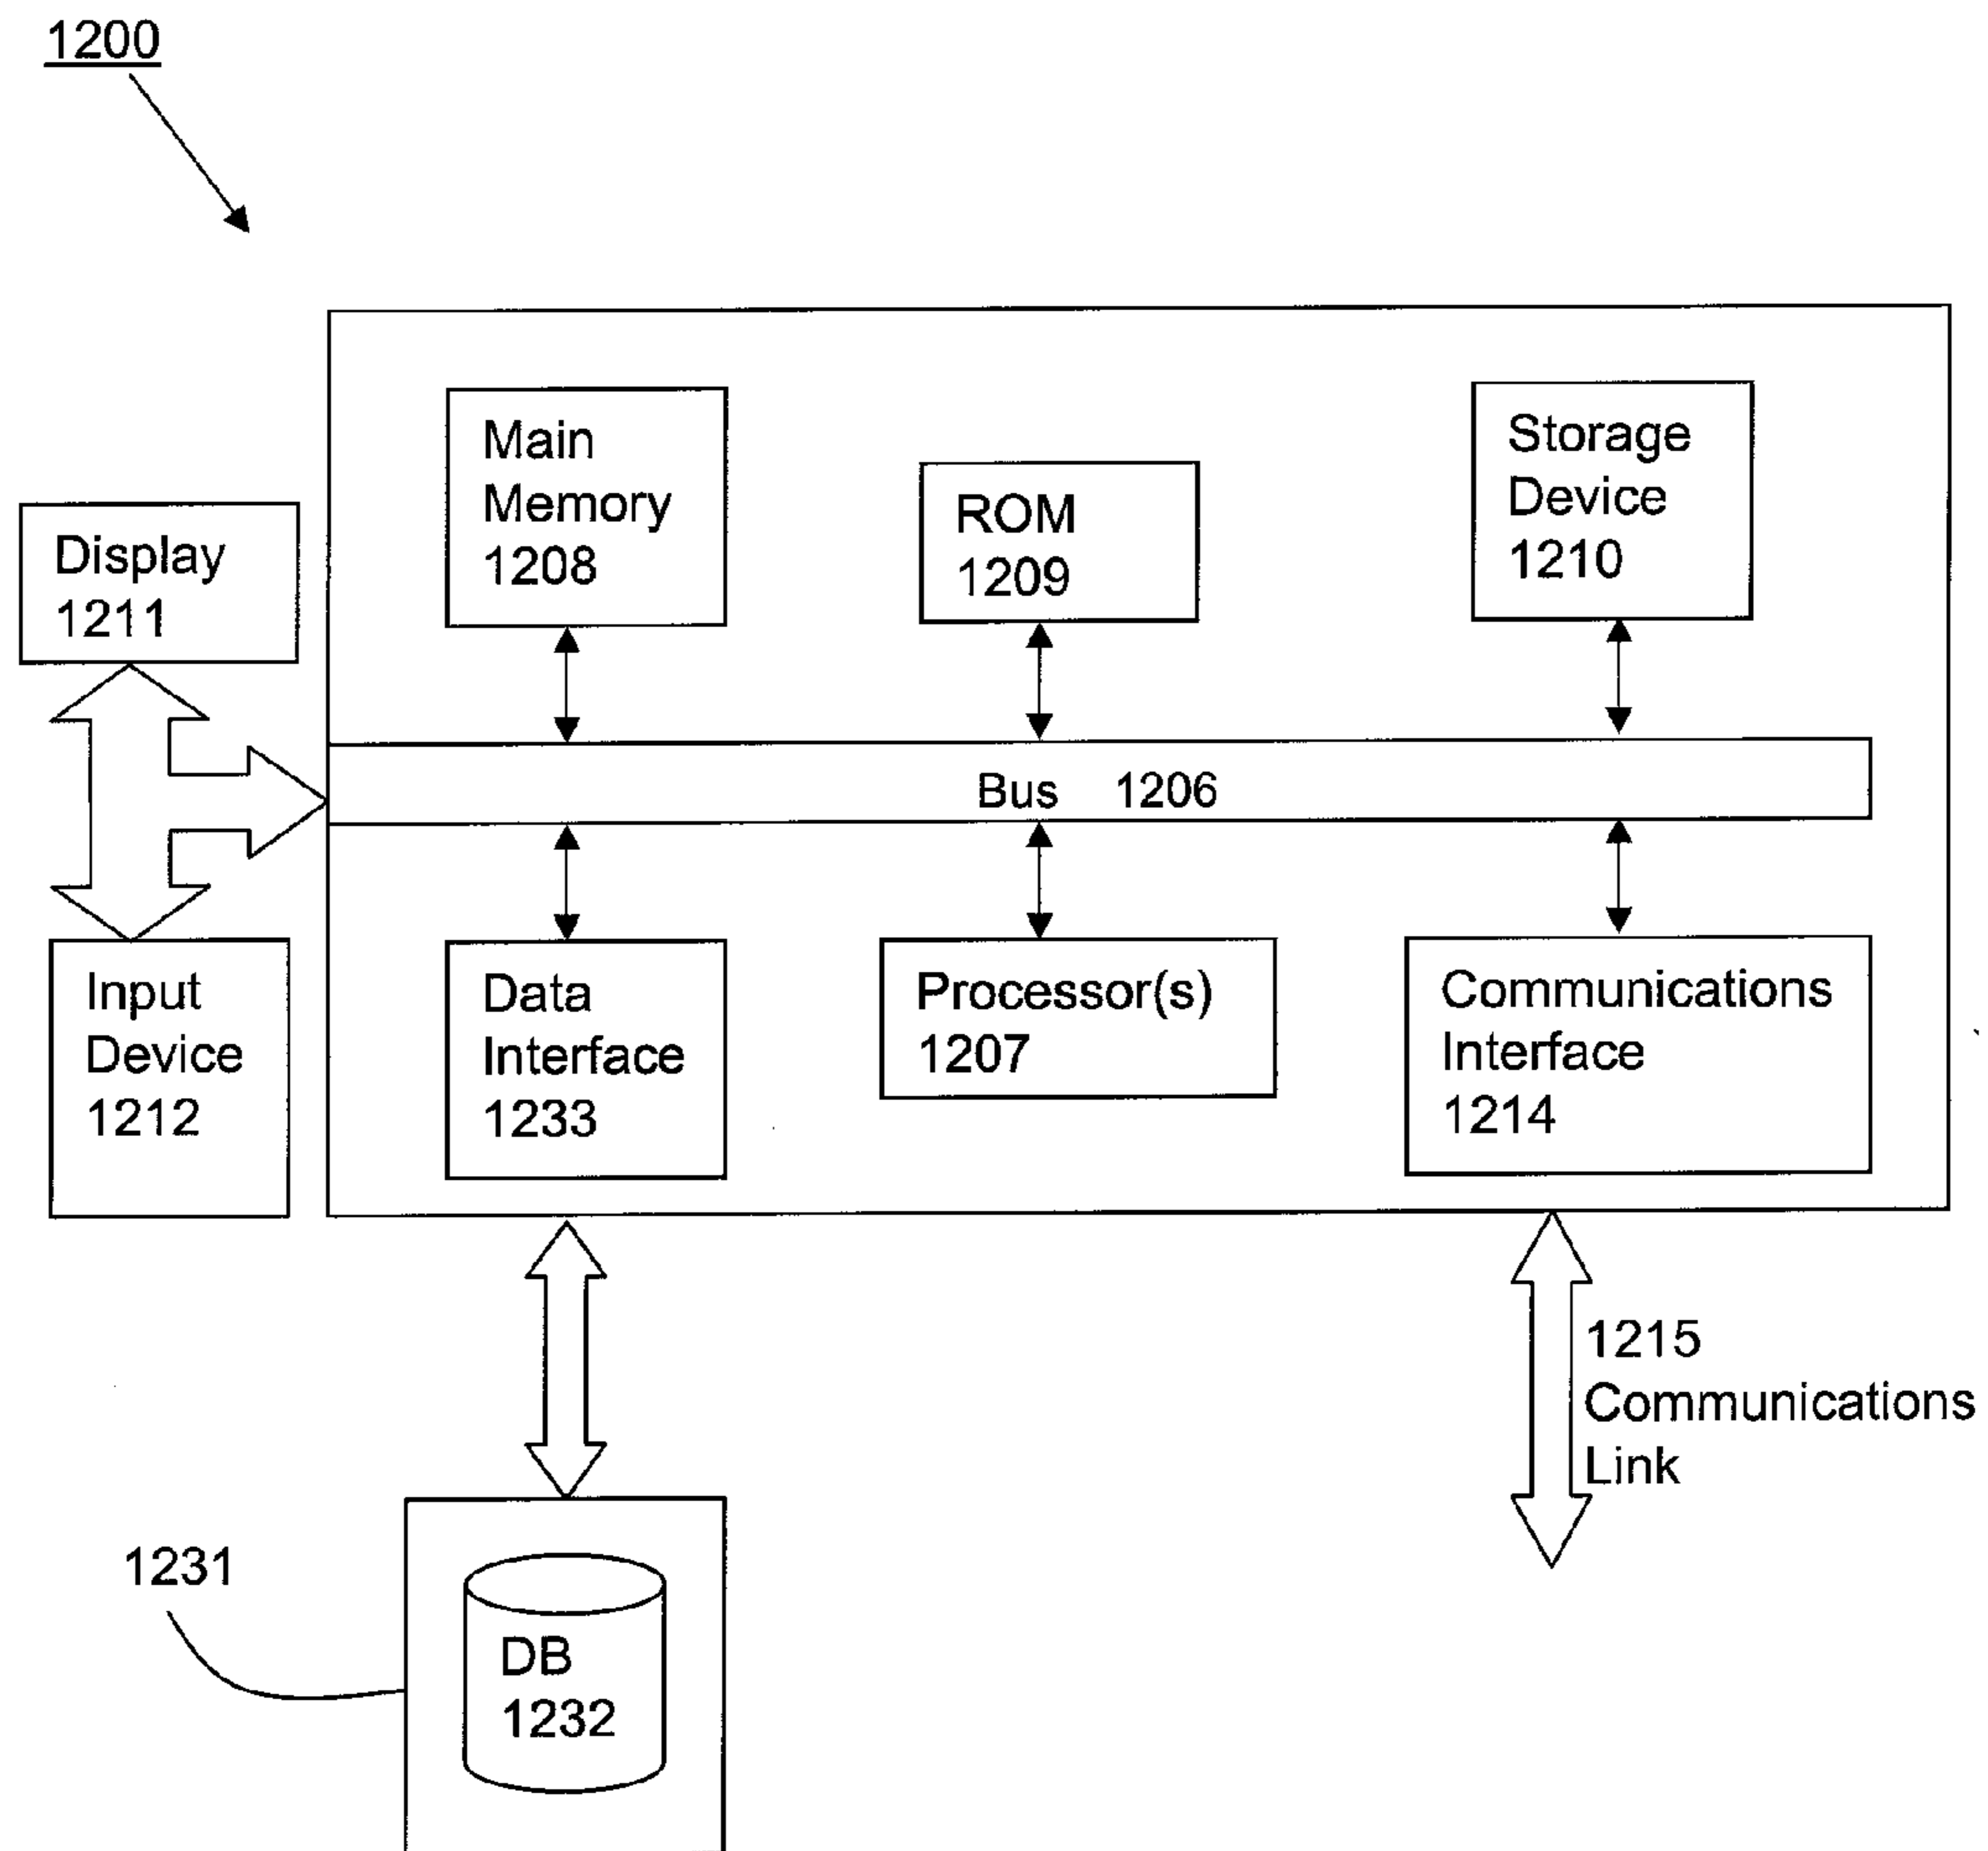 1200
Main
Memory
1208
ROM
1209
Storage
Device
1210
Display
1211
Bus 1206
Input
Device
1212
Data
Interface
1233
Processor(s)
1207
Communications
Interface
1214
1215
Communications
Link
1231
DB
1232